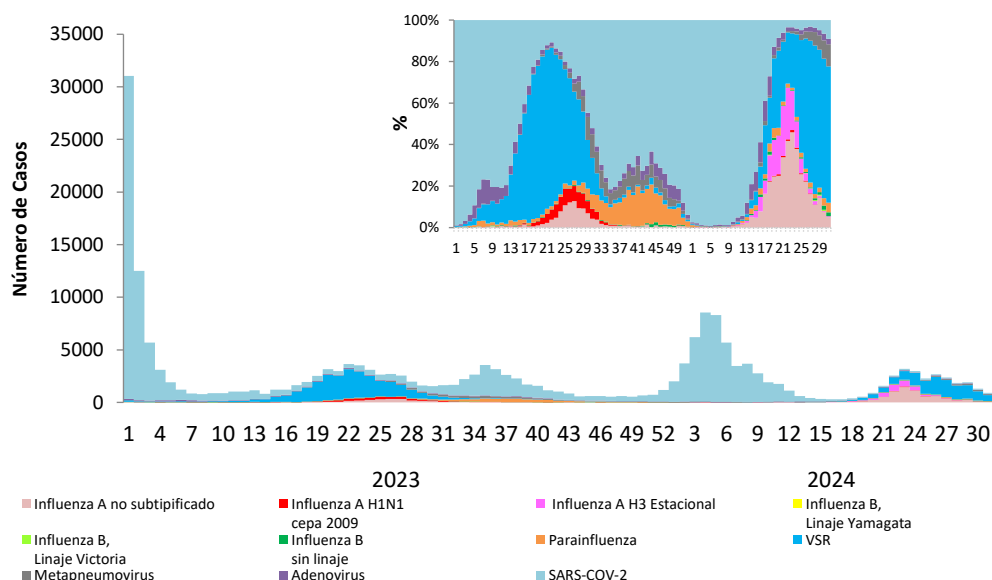 35000
30000
25000
20000
15000
10000
5000
0
Número de Casos
100%
80%
60%
40%
20%
0%
%
1 5 9 13 17 21 25 29 33 37 41 45 49 1 5 9 13 17 21 25 29
1 4 7 10 13 16 19 22 25 28 31 34 37 40 43 46 49 52 3 6 9 12 15 18 21 24 27 30
2023 2024
Influenza A no subtipificado
Influenza A H1N1
cepa 2009
Influenza A H3 Estacional
Influenza B,
Linaje Yamagata
Influenza B,
Linaje Victoria
Influenza B
sin linaje
Parainfluenza
VSR
Metapneumovirus
Adenovirus
SARS-COV-2